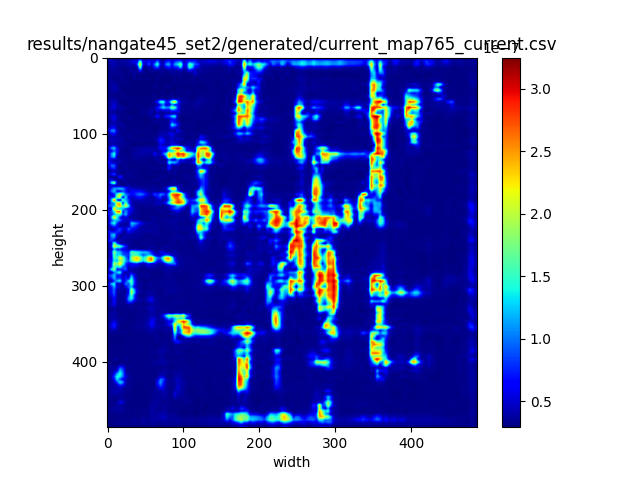 results/nangate45_set2/generated/current_map765_current.csv
1e−7
0
100
200
300
400
height
0 100 200 300 400
width
3.0
2.5
2.0
1.5
1.0
0.5